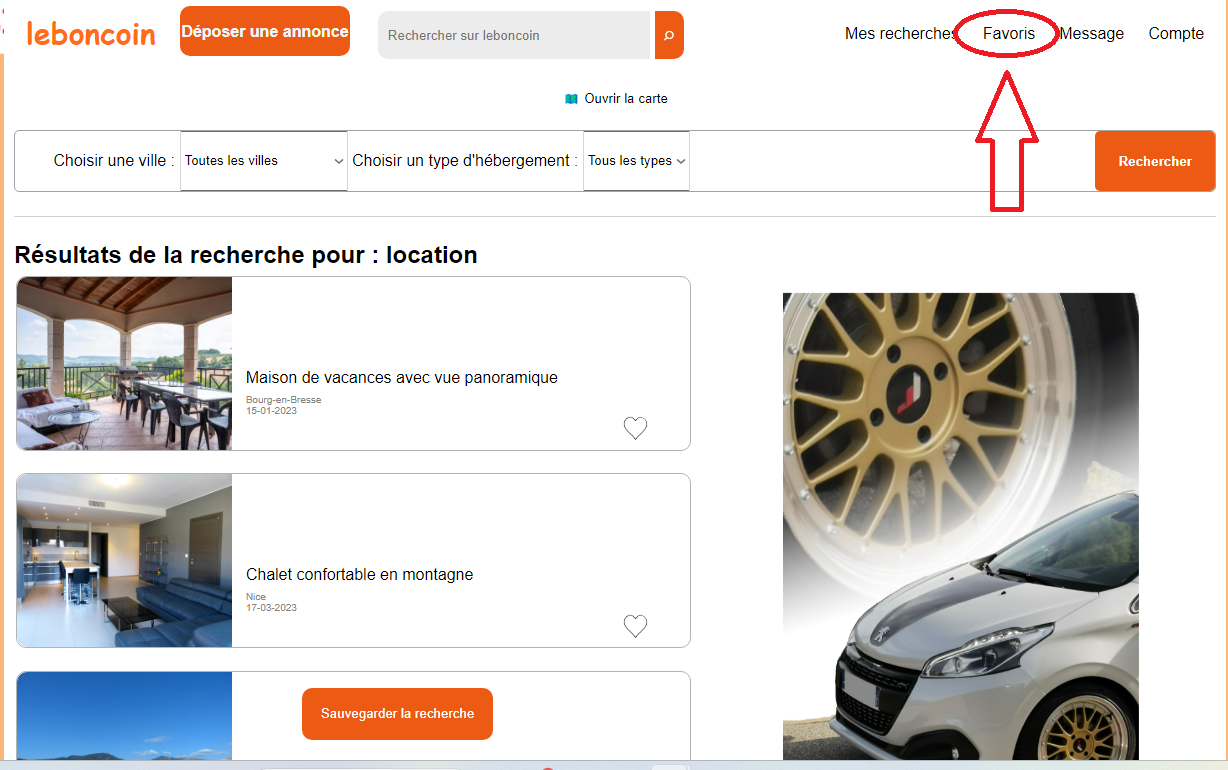 leboncoin
Déposer une annonce
Rechercher sur leboncoin
Mes recherches
Favoris
Message
Compte
Ouvrir la carte
Choisir une ville :
Toutes les villes
Choisir un type d'hébergement :
Tous les types
Rechercher
Résultats de la recherche pour : location
Maison de vacances avec vue panoramique
Bourg-en-Bresse
15-01-2023
Chalet confortable en montagne
Nice
17-03-2023
Sauvegarder la recherche